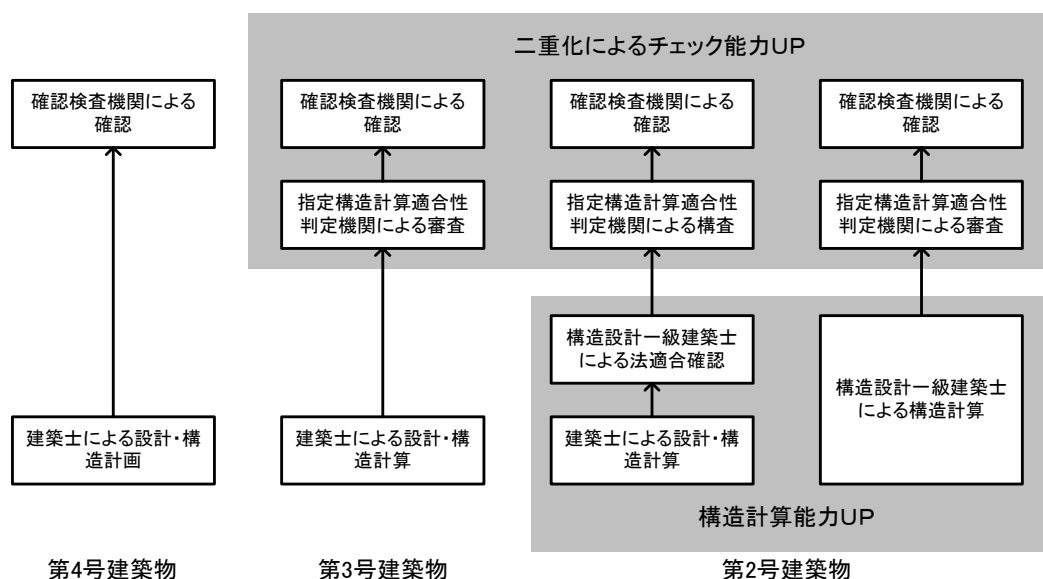 二重化によるチェック能力UP
確認検査機関による
確認
確認検査機関による
確認
確認検査機関による
確認
確認検査機関による
確認
指定構造計算適合性
判定機関による審査
指定構造計算適合性
判定機関による構査
指定構造計算適合性
判定機関による審査
構造設計一級建築士
による法適合確認
構造設計一級建築士
による構造計算
建築士による設計・構
造計画
建築士による設計・構
造計算
建築士による設計・構
造計算
構造計算能力UP
第4号建築物
第3号建築物
第2号建築物